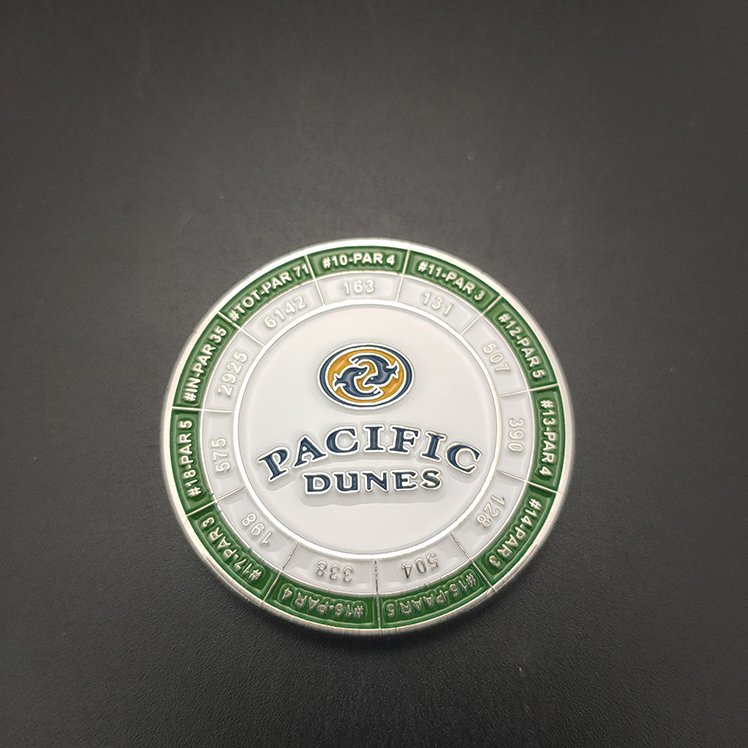 PACIFIC
DUNES
#10-PAR 4
163
#11-PAR 3
131
#12-PAR 5
507
#13-PAR 4
390
#14-PAR 3
128
#15-PAAR 5
504
#16-PAR 4
338
#17-PAR 3
198
#18-PAR 5
575
#IN-PAR 35
2925
#TOT-PAR 71
6142